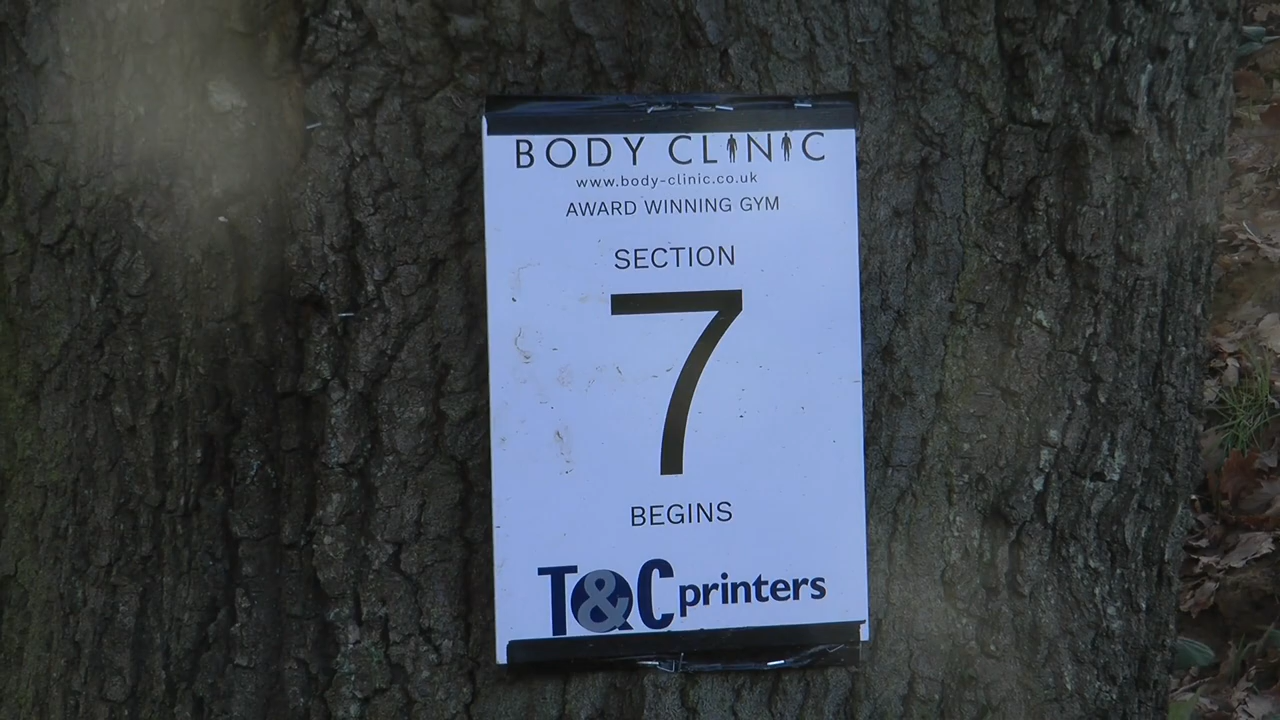 BODY CLINIC
www.body-clinic.co.uk
AWARD WINNING GYM
SECTION
7
BEGINS
T&C printers